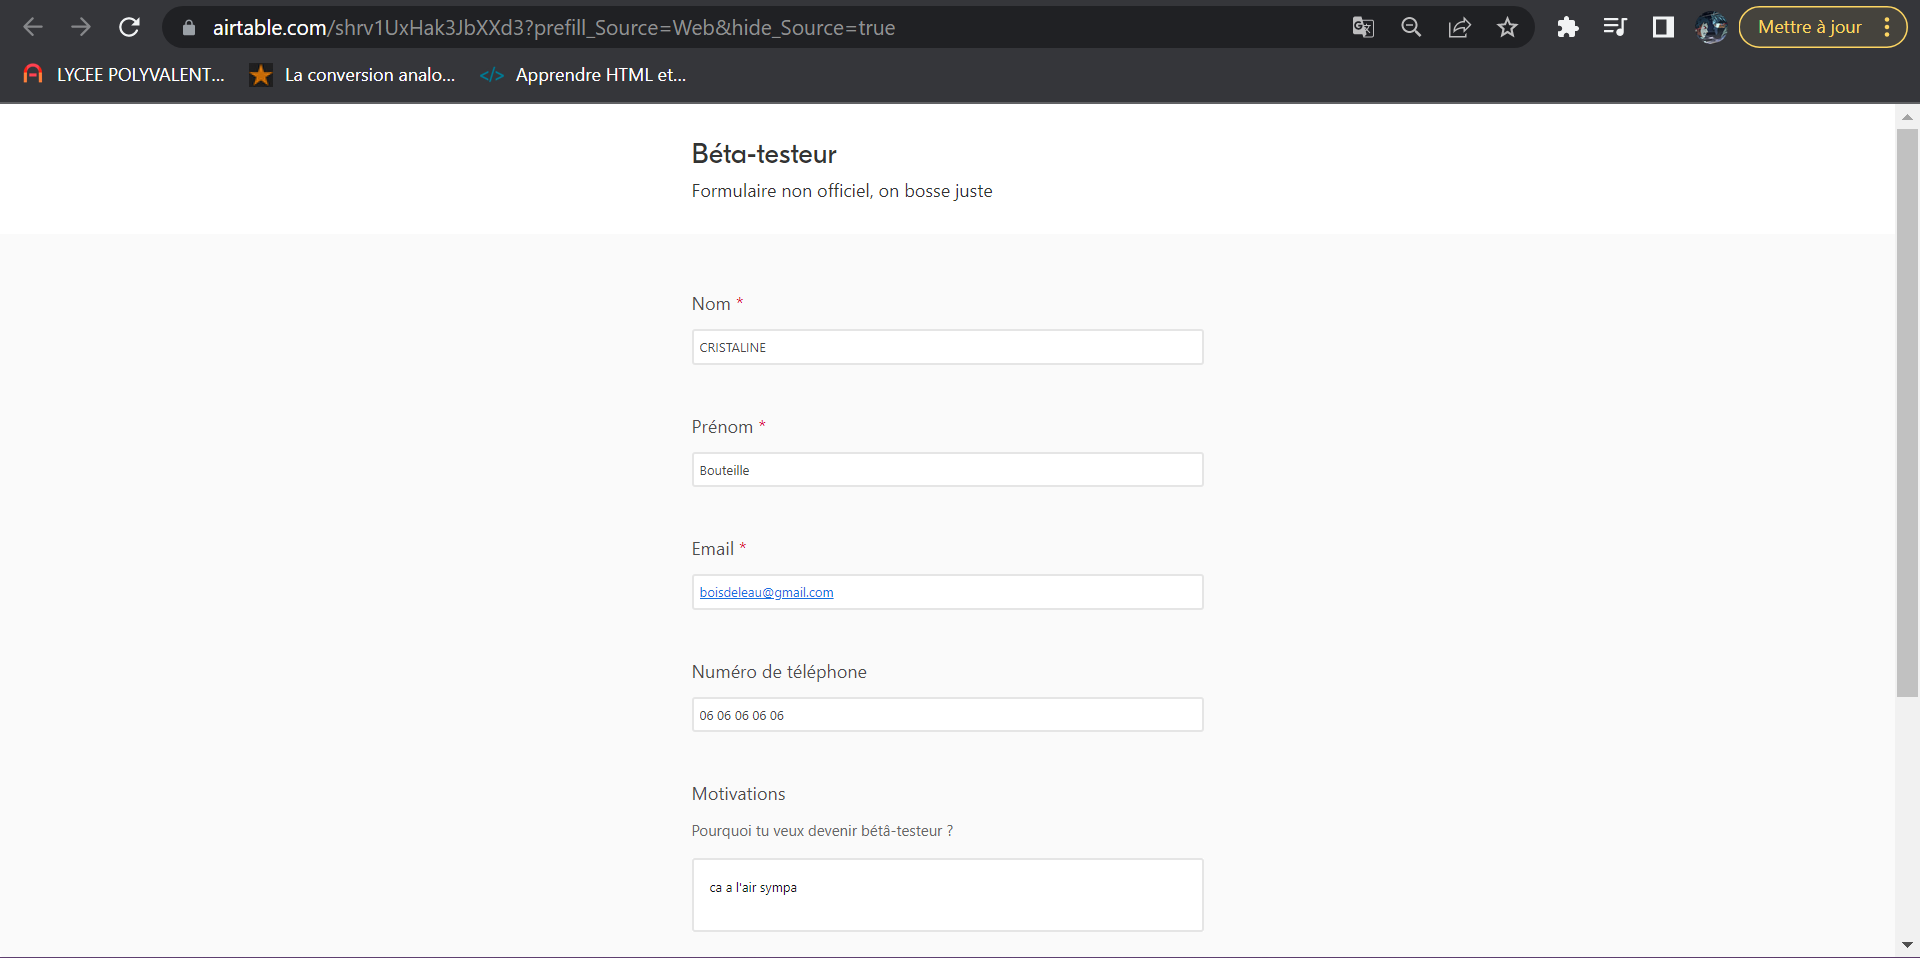 airtable.com/shrv1UxHak3JbXXd3?prefill_Source=Web&hide_Source=true
Mettre à jour
LYCEE POLYVALENT...
La conversion analo...
Apprendre HTML et...
Béta-testeur
Formulaire non officiel, on bosse juste
Nom *
CRISTALINE
Prénom *
Bouteille
Email *
boisdeleau@gmail.com
Numéro de téléphone
06 06 06 06 06
Motivations
Pourquoi tu veux devenir bétâ-testeur ?
ca a l'air sympa